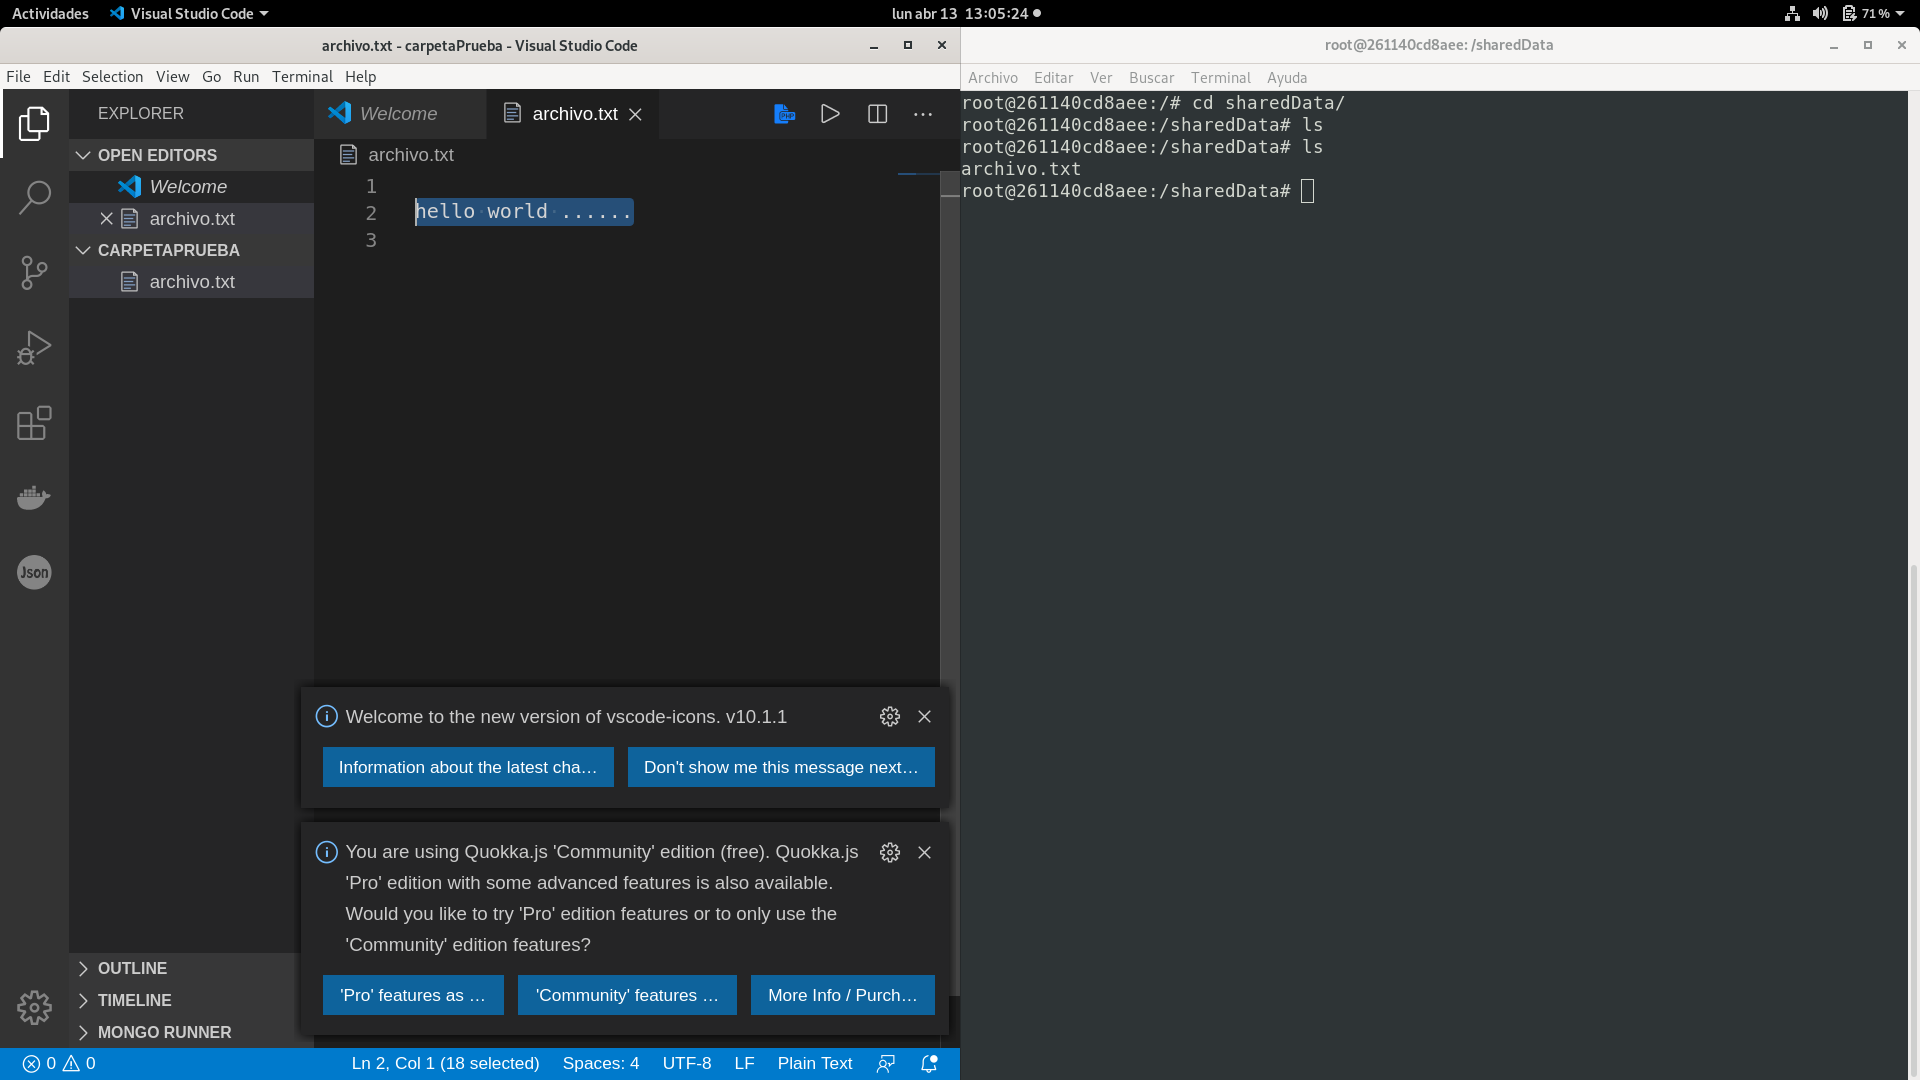 Actividades
Visual Studio Code
lun abr 13 13:05:24
71 %
archivo.txt - carpetaPrueba - Visual Studio Code
File Edit Selection View Go Run Terminal Help
EXPLORER
OPEN EDITORS
Welcome
archivo.txt
CARPETAPRUEBA
archivo.txt
OUTLINE
TIMELINE
MONGO RUNNER
Json
Welcome
archivo.txt
PHP
archivo.txt
1
2 hello world ......
3
Welcome to the new version of vscode-icons. v10.1.1
Information about the latest cha…
Don't show me this message next…
You are using Quokka.js 'Community' edition (free). Quokka.js
'Pro' edition with some advanced features is also available.
Would you like to try 'Pro' edition features or to only use the
'Community' edition features?
'Pro' features as …
'Community' features …
More Info / Purch…
0 0
Ln 2, Col 1 (18 selected)
Spaces: 4
UTF-8
LF
Plain Text
root@261140cd8aee: /sharedData
Archivo Editar Ver Buscar Terminal Ayuda
root@261140cd8aee:/# cd sharedData/
root@261140cd8aee:/sharedData# ls
root@261140cd8aee:/sharedData# ls
archivo.txt
root@261140cd8aee:/sharedData#